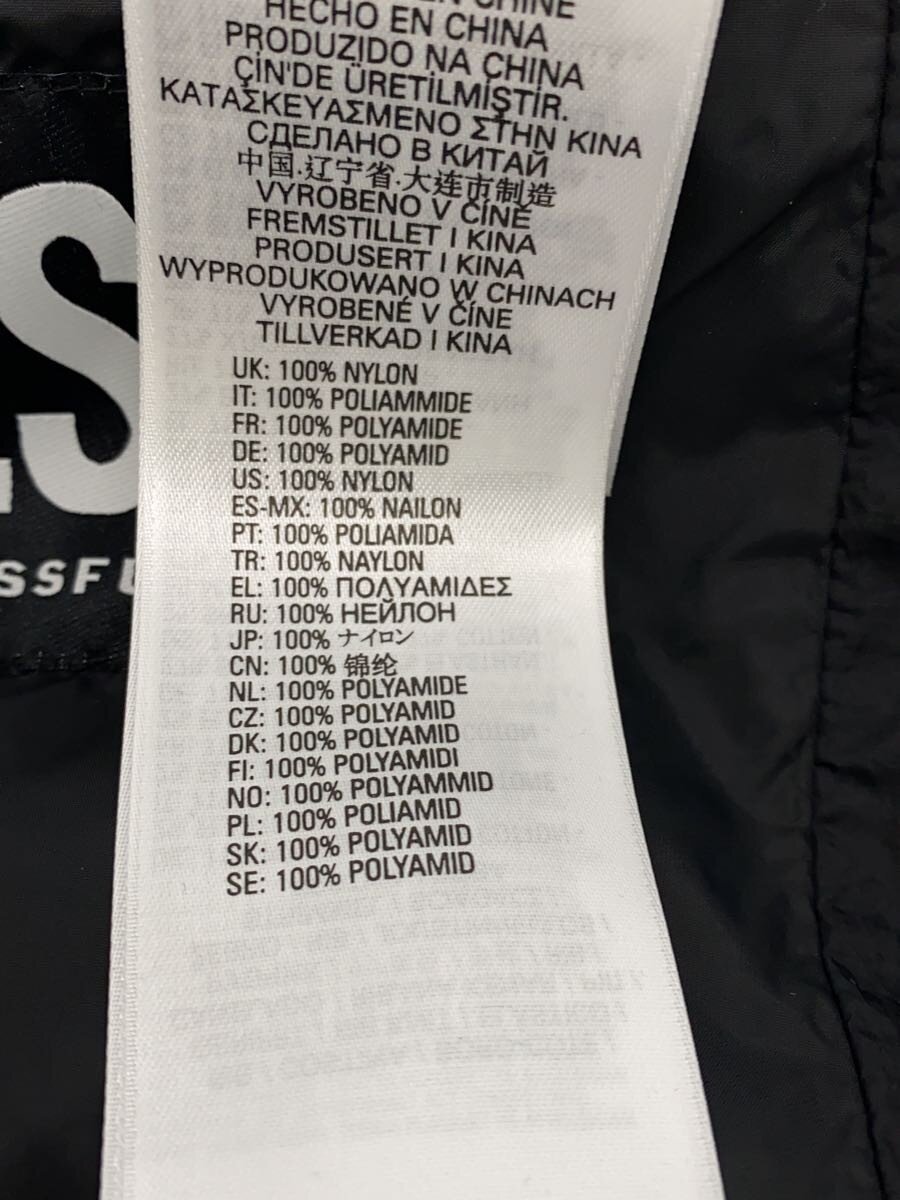 EN CHINE
HECHO EN CHINA
PRODUZIDO NA CHINA
ÇİN'DE ÜRETİLMİŞTİR.
ΚΑΤΑΣΚΕΥΑΣΜΕΝΟ ΣΤΗΝ ΚΙΝΑ
СДЕЛАНО В КИТАЙ
中国.辽宁省.大连市制造
VYROBENO V ČÍNĚ
FREMSTILLET I KINA
PRODUSERT I KINA
WYPRODUKOWANO W CHINACH
VYROBENÉ V ČÍNE
TILLVERKAD I KINA
UK: 100% NYLON
IT: 100% POLIAMMIDE
FR: 100% POLYAMIDE
DE: 100% POLYAMID
US: 100% NYLON
ES-MX: 100% NAILON
PT: 100% POLIAMIDA
TR: 100% NAYLON
EL: 100% ΠΟΛΥΑΜΙΔΕΣ
RU: 100% НЕЙЛОН
JP: 100% ナイロン
CN: 100% 锦纶
NL: 100% POLYAMIDE
CZ: 100% POLYAMID
DK: 100% POLYAMID
FI: 100% POLYAMIDI
NO: 100% POLYAMMID
PL: 100% POLIAMID
SK: 100% POLYAMID
SE: 100% POLYAMID